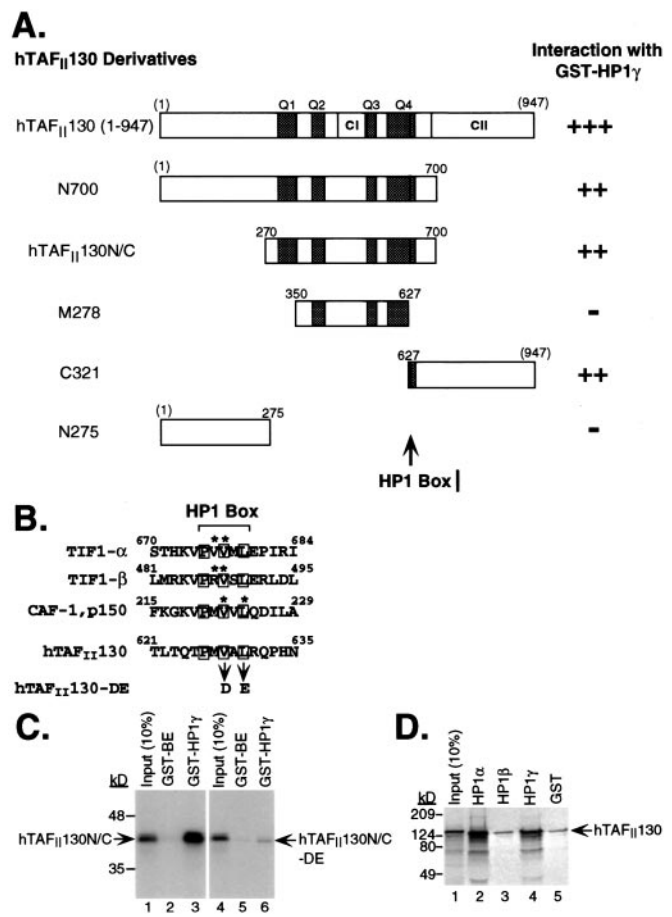 A.
hTAFII130 Derivatives
Interaction with
GST-HP1γ
(1) Q1 Q2 Q3 Q4 (947)
hTAFII130 (1-947) CI CII +++
(1) 700
N700 ++
270 700
hTAFII130N/C ++
350 627
M278 -
627 (947)
C321 ++
(1) 275
N275 -
HP1 Box
B.
HP1 Box
670 ** 684
TIF1-α STHKVPVVMLEPIRI
481 ** 495
TIF1-β LMRKVPRVSLERLDL
215 * * 229
CAF-1,p150 FKGKVPMVVLQDILA
621 635
hTAFII130 TLTQTPMVALRQPHN
hTAFII130-DE D E
C.
Input (10%) GST-BE GST-HP1γ Input (10%) GST-BE GST-HP1γ
kD
48
hTAFII130N/C hTAFII130N/C
-DE
35
1 2 3 4 5 6
D.
Input (10%) HP1α HP1β HP1γ GST
kD
209
124 hTAFII130
80
49
1 2 3 4 5